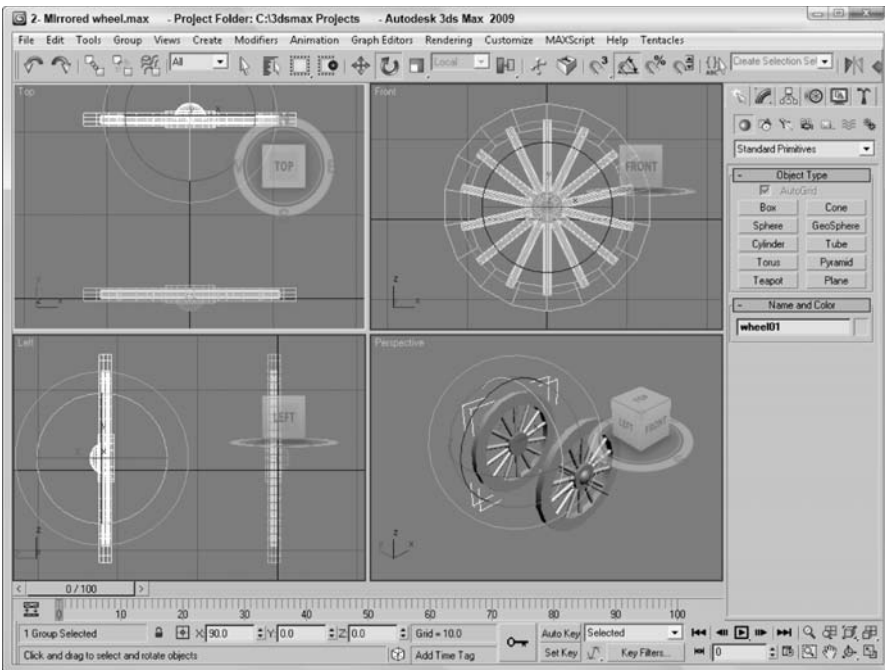 2- Mirrored wheel.max - Project Folder: C:\3dsmax Projects - Autodesk 3ds Max 2009
File Edit Tools Group Views Create Modifiers Animation Graph Editors Rendering Customize MAXScript Help Tentacles
All Local 3 Create Selection Sel
Top
Front
TOP
FRONT
Standard Primitives
- Object Type
AutoGrid
Box Cone
Sphere GeoSphere
Cylinder Tube
Torus Pyramid
Teapot Plane
- Name and Color
wheel01
Left
Perspective
LEFT
TOP
LEFT FRONT
0 / 100
0 10 20 30 40 50 60 70 80 90 100
1 Group Selected X: 90.0 Y: 0.0 Z: 0.0 Grid = 10.0 Auto Key Selected
Click and drag to select and rotate objects Add Time Tag Set Key Key Filters... 0